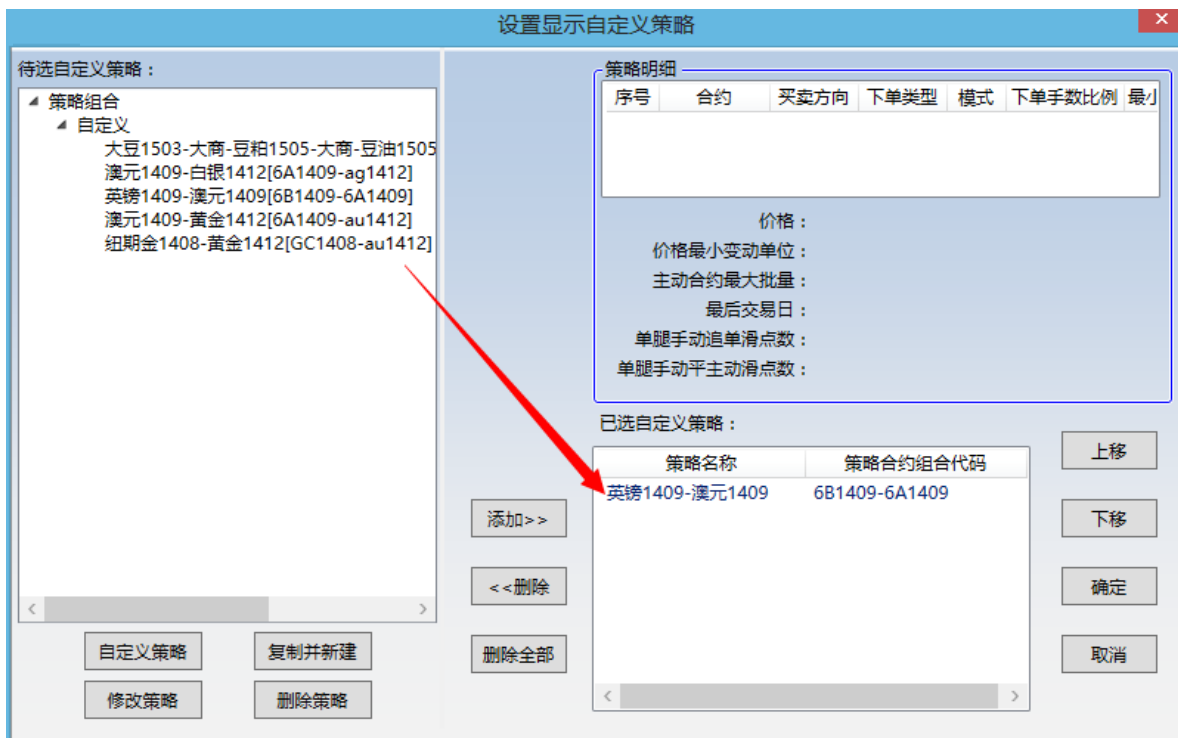 设置显示自定义策略
待选自定义策略：
策略组合
自定义
大豆1503-大商-豆粕1505-大商-豆油1505
澳元1409-白银1412[6A1409-ag1412]
英镑1409-澳元1409[6B1409-6A1409]
澳元1409-黄金1412[6A1409-au1412]
纽期金1408-黄金1412[GC1408-au1412]
自定义策略 复制并新建
修改策略 删除策略
添加>>
<<删除
删除全部
策略明细
序号 合约 买卖方向 下单类型 模式 下单手数比例
价格：
价格最小变动单位：
主动合约最大批量：
最后交易日：
单腿手动追单滑点数：
单腿手动平主动滑点数：
已选自定义策略：
策略名称 策略合约组合代码
英镑1409-澳元1409 6B1409-6A1409
上移
下移
确定
取消